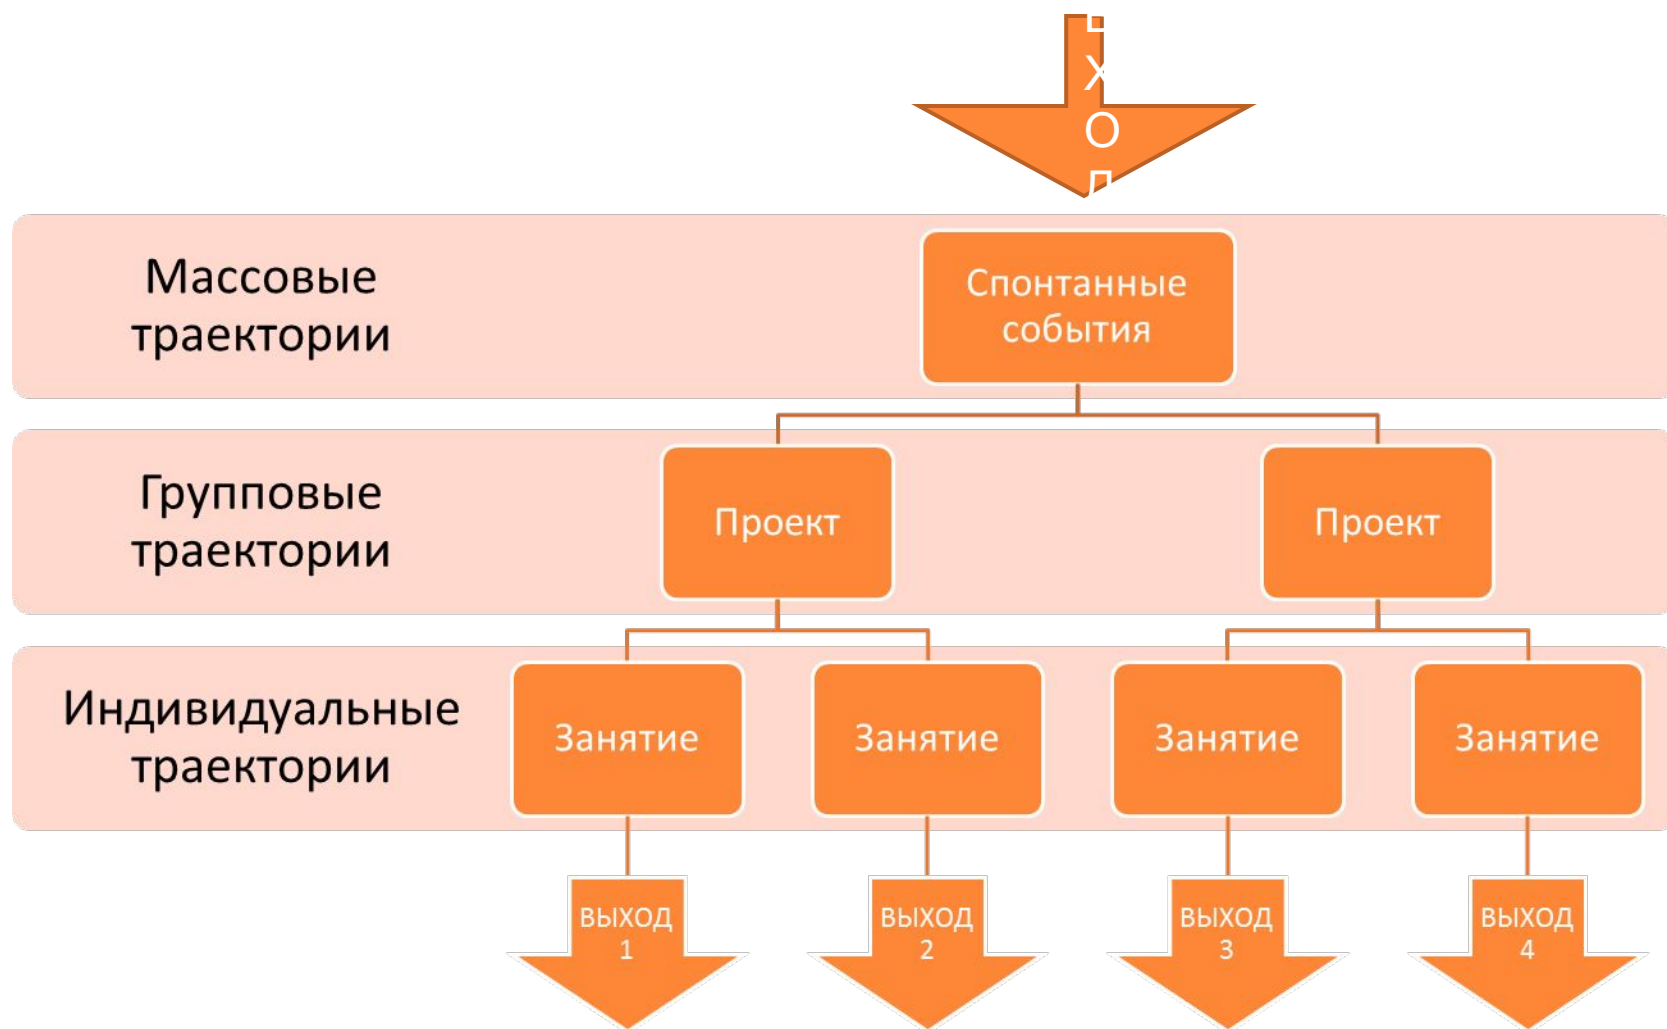 Х
О
Массовые
траектории
Спонтанные
события
Групповые
траектории
Проект
Проект
Индивидуальные
траектории
Занятие
Занятие
Занятие
Занятие
ВЫХОД
1
ВЫХОД
2
ВЫХОД
3
ВЫХОД
4